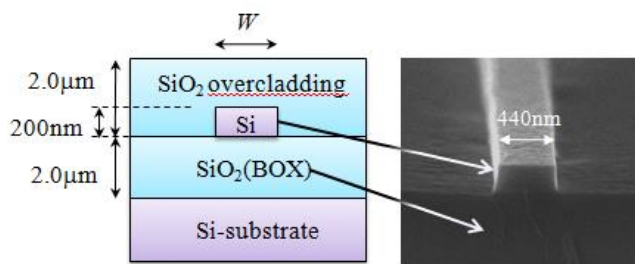 W
2.0μm
SiO2 overcladding
200nm
Si
440nm
2.0μm
SiO2(BOX)
Si-substrate